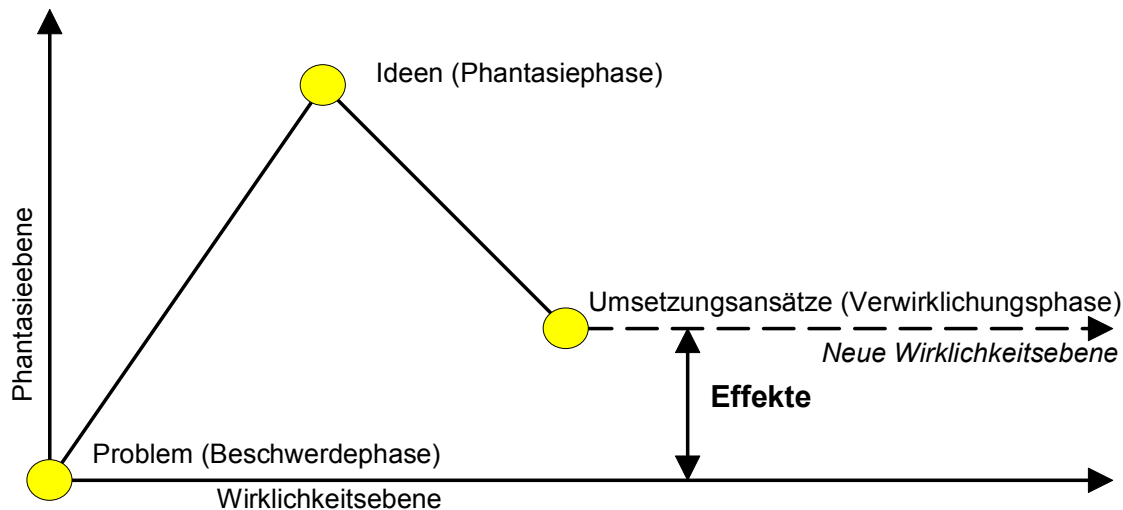 Ideen (Phantasiephase)
Phantasieebene
Umsetzungsansätze (Verwirklichungsphase)
Neue Wirklichkeitsebene
Effekte
Problem (Beschwerdephase)
Wirklichkeitsebene